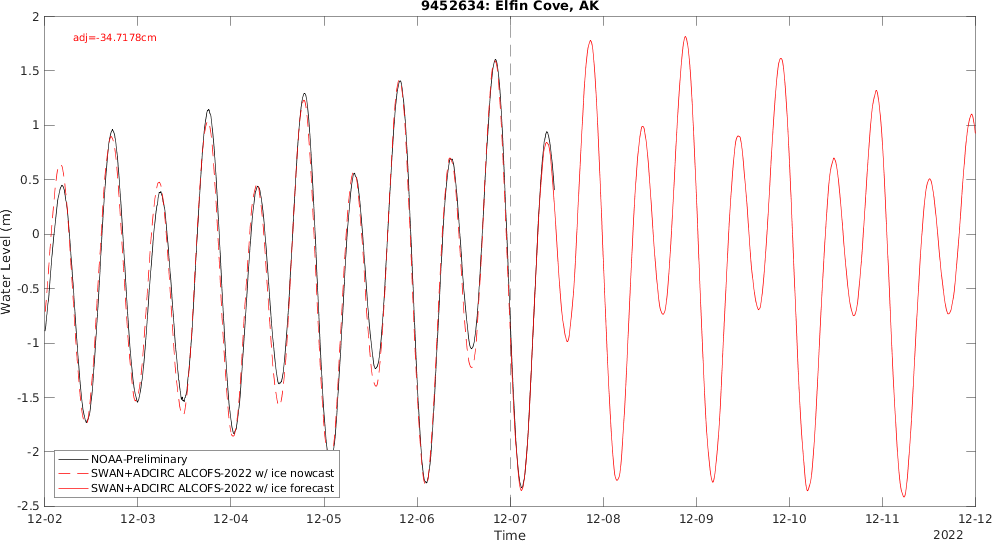 9452634: Elfin Cove, AK
adj=-34.7178cm
2
1.5
1
0.5
0
-0.5
-1
-1.5
-2
-2.5
Water Level (m)
NOAA-Preliminary
SWAN+ADCIRC ALCOFS-2022 w/ ice nowcast
SWAN+ADCIRC ALCOFS-2022 w/ ice forecast
12-02 12-03 12-04 12-05 12-06 12-07 12-08 12-09 12-10 12-11 12-12
Time
2022